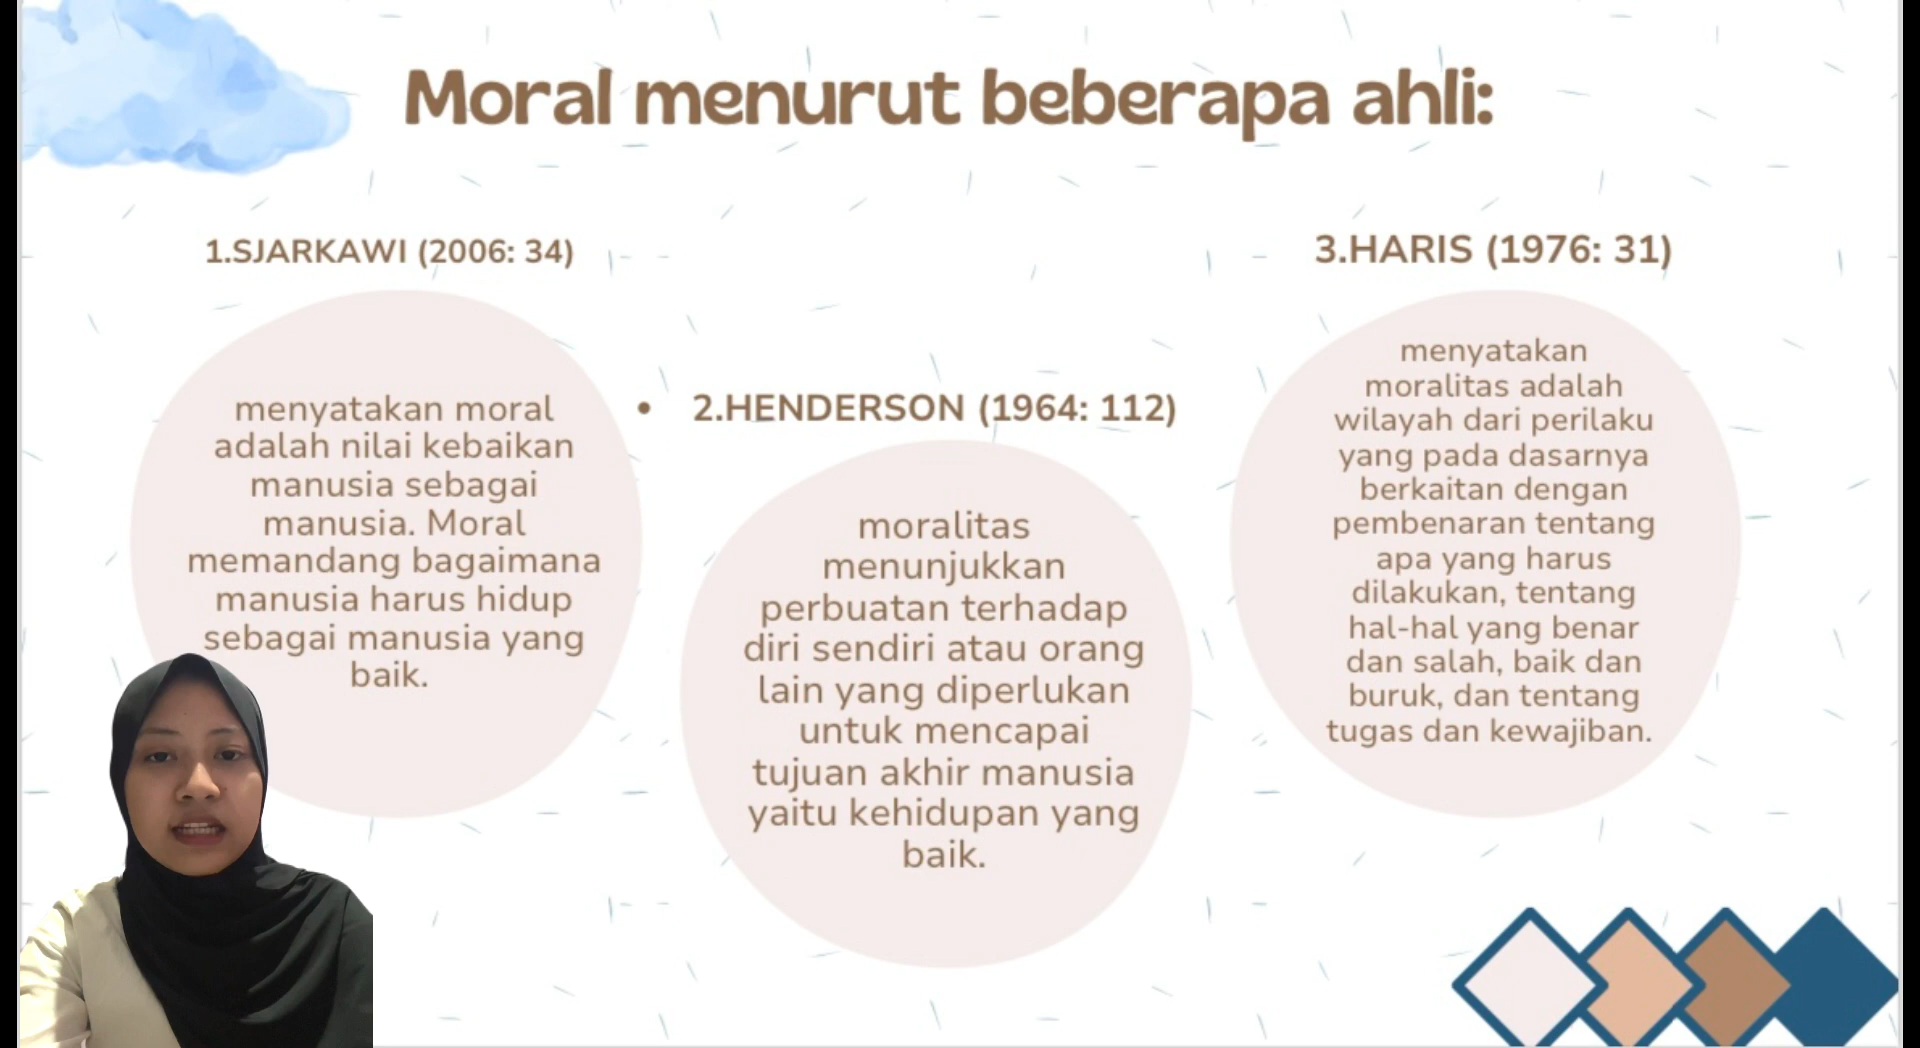 Moral menurut beberapa ahli:
1.SJARKAWI (2006: 34)
menyatakan moral
adalah nilai kebaikan
manusia sebagai
manusia. Moral
memandang bagaimana
manusia harus hidup
sebagai manusia yang
baik.
• 2.HENDERSON (1964: 112)
moralitas
menunjukkan
perbuatan terhadap
diri sendiri atau orang
lain yang diperlukan
untuk mencapai
tujuan akhir manusia
yaitu kehidupan yang
baik.
3.HARIS (1976: 31)
menyatakan
moralitas adalah
wilayah dari perilaku
yang pada dasarnya
berkaitan dengan
pembenaran tentang
apa yang harus
dilakukan, tentang
hal-hal yang benar
dan salah, baik dan
buruk, dan tentang
tugas dan kewajiban.